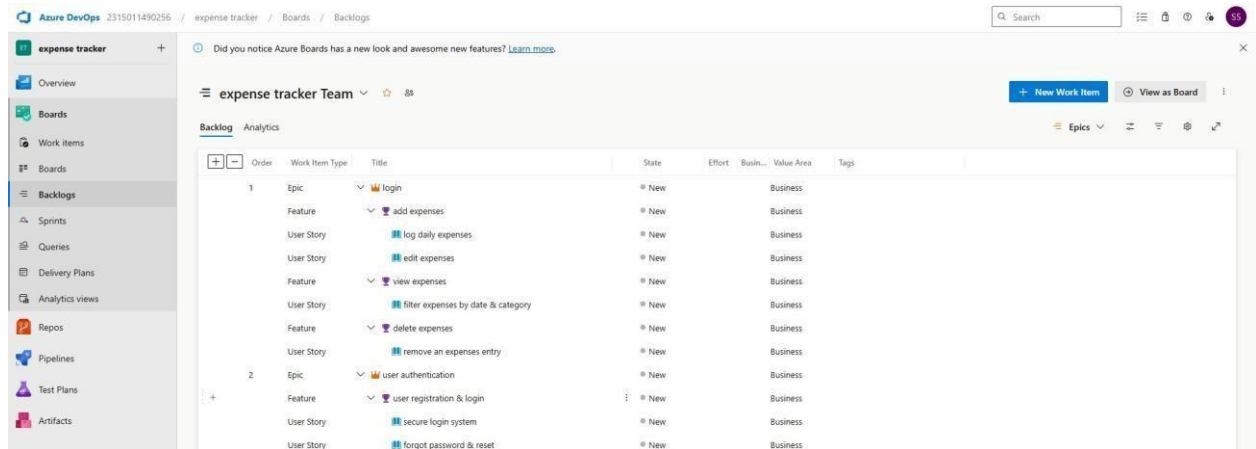 Azure DevOps 2315011490256 / expense tracker / Boards / Backlogs Search SS
ET expense tracker +
Did you notice Azure Boards has a new look and awesome new features? Learn more.
Overview
Boards
Work items
Boards
Backlogs
Sprints
Queries
Delivery Plans
Analytics views
Repos
Pipelines
Test Plans
Artifacts
expense tracker Team
+ New Work Item View as Board
Backlog Analytics
Epics
Order Work Item Type Title State Effort Busin... Value Area Tags
1 Epic login New Business
Feature add expenses New Business
User Story log daily expenses New Business
User Story edit expenses New Business
Feature view expenses New Business
User Story filter expenses by date & category New Business
Feature delete expenses New Business
User Story remove an expenses entry New Business
2 Epic user authentication New Business
Feature user registration & login New Business
User Story secure login system New Business
User Story forgot password & reset New Business